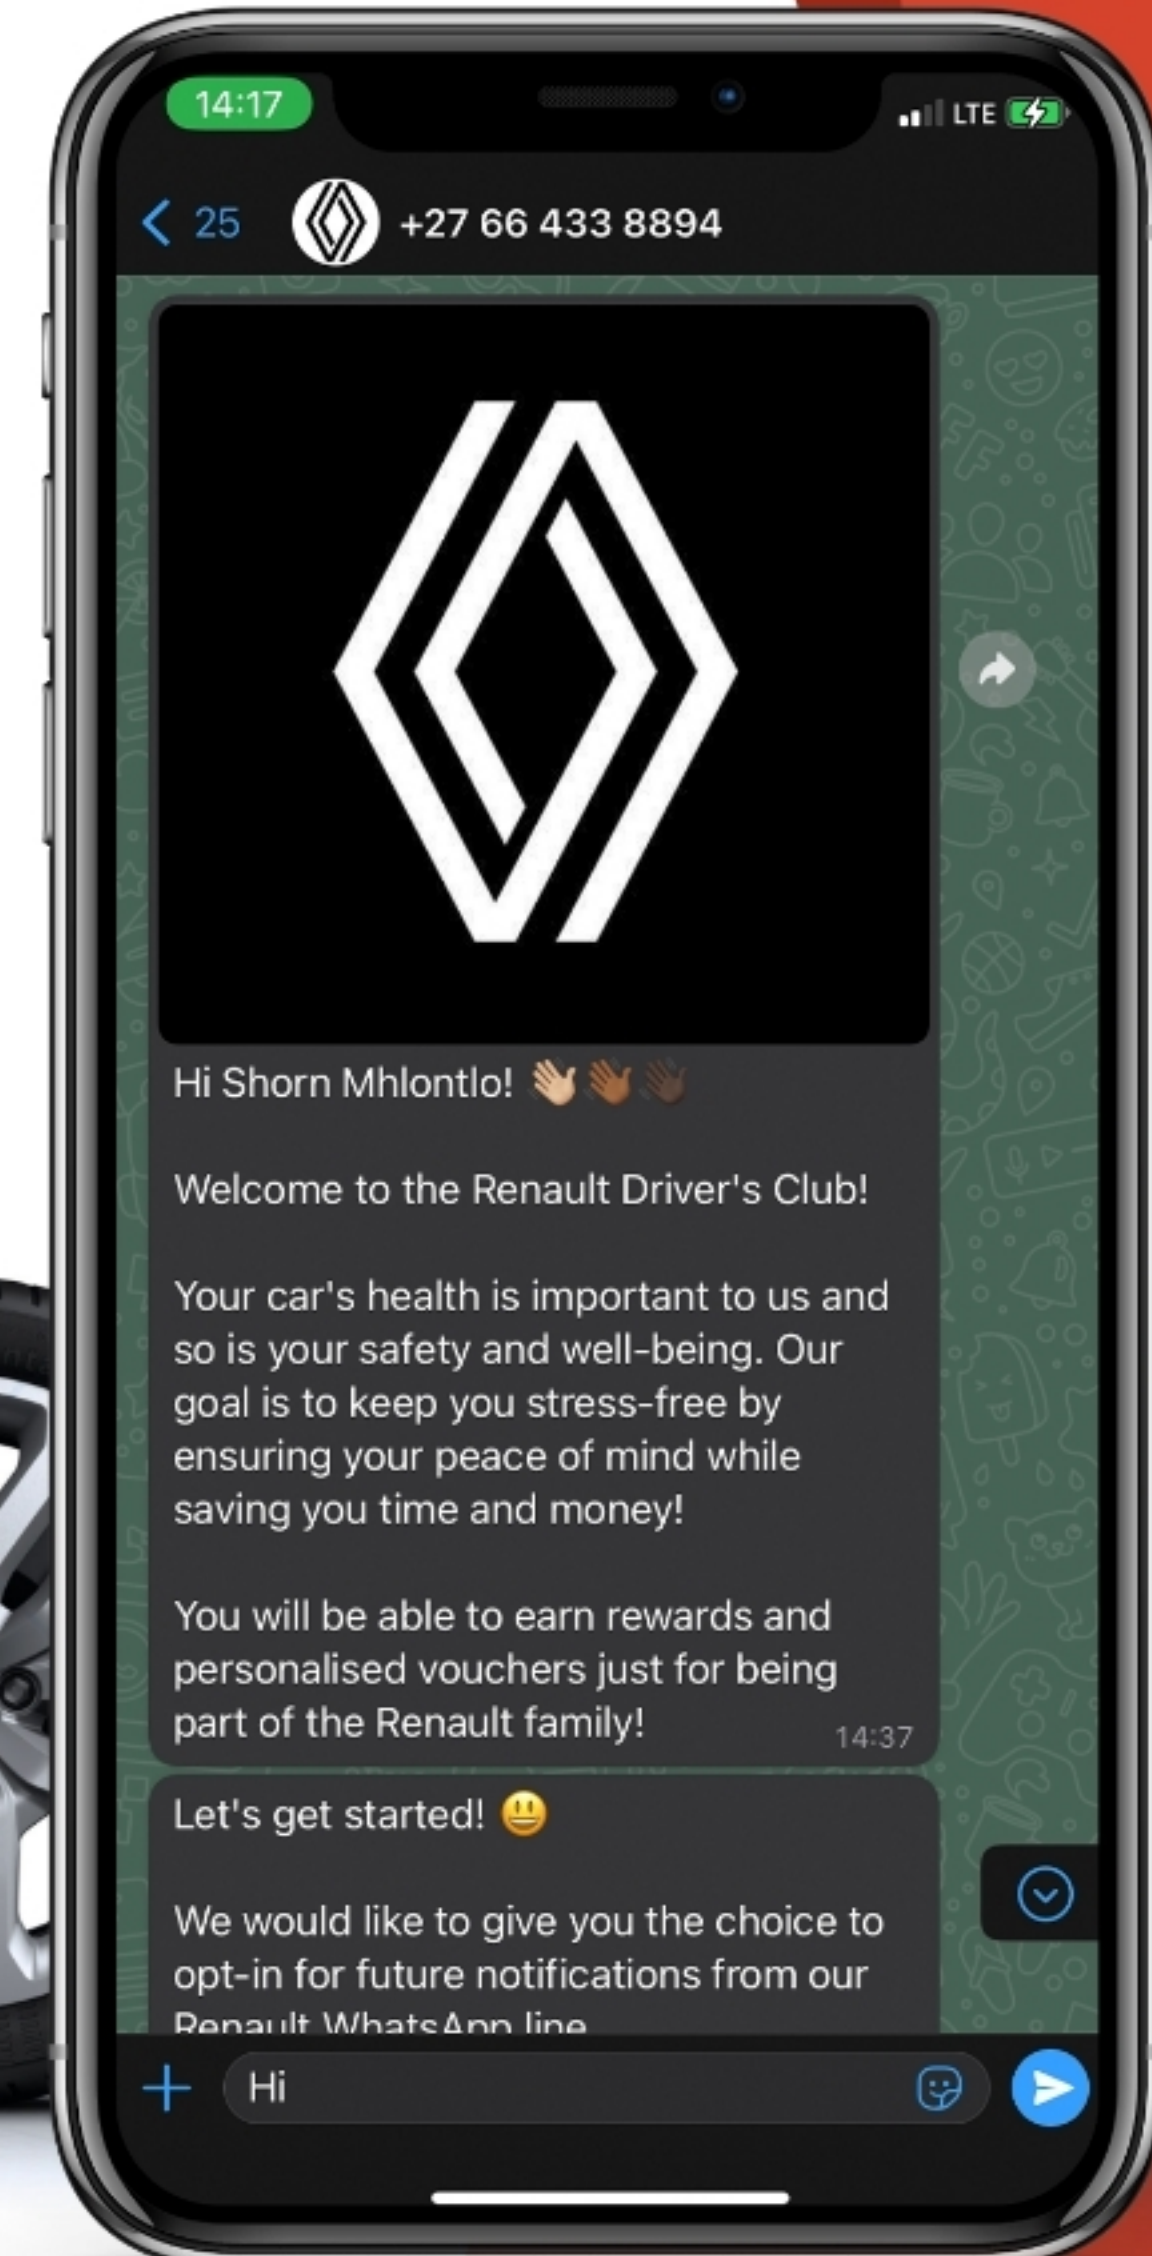 14:17
LTE
25
+27 66 433 8894
Hi Shorn Mhlontlo! 👋🏼👋🏾👋🏿
Welcome to the Renault Driver's Club!
Your car's health is important to us and
so is your safety and well-being. Our
goal is to keep you stress-free by
ensuring your peace of mind while
saving you time and money!
You will be able to earn rewards and
personalised vouchers just for being
part of the Renault family!
14:37
Let's get started! 😃
We would like to give you the choice to
opt-in for future notifications from our
Renault WhatsApp line
Hi